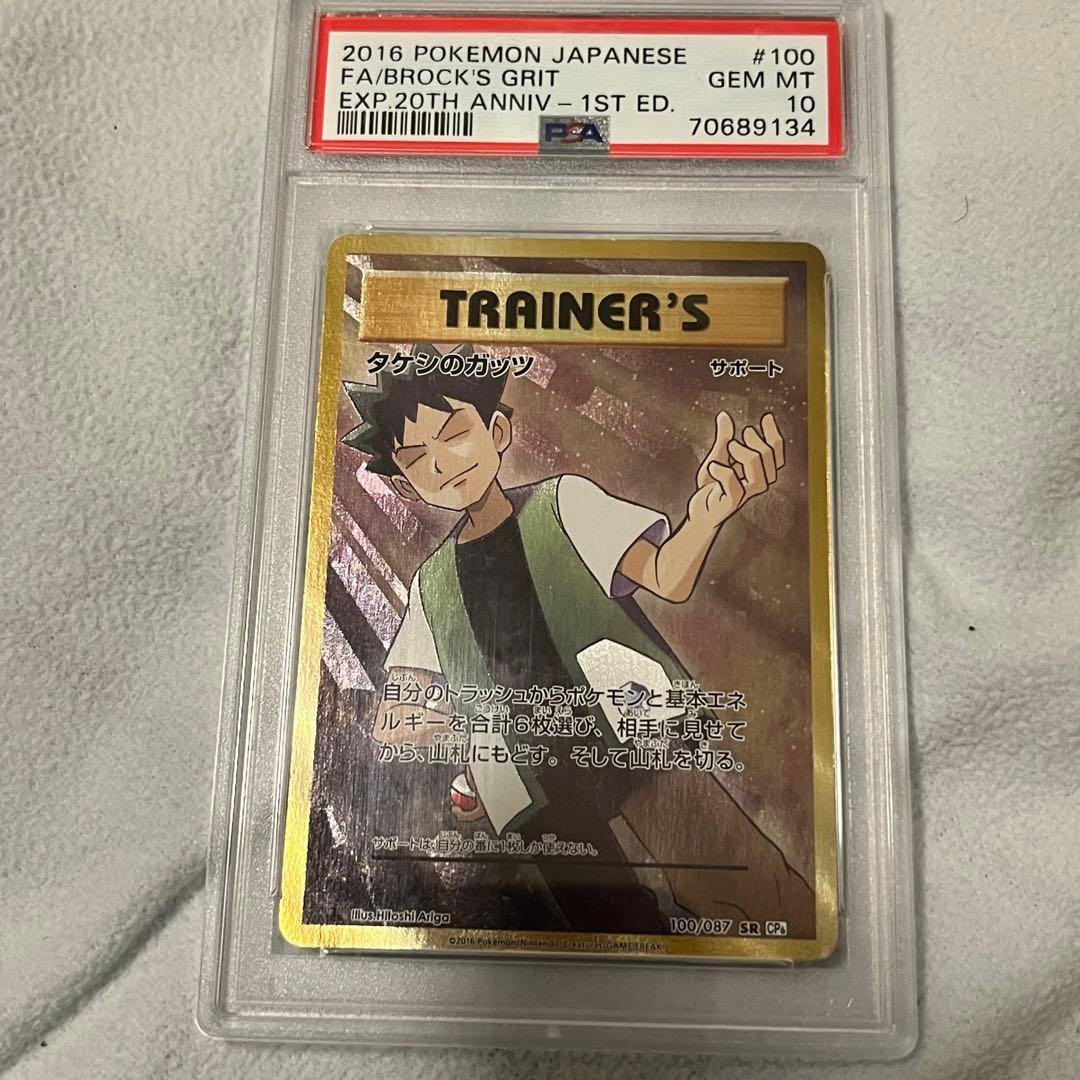 2016 POKEMON JAPANESE #100
FA/BROCK'S GRIT GEM MT
EXP.20TH ANNIV - 1ST ED. 10
PSA 70689134
TRAINER'S
タケシのガッツ サポート
自分のトラッシュからポケモンと基本エネ
ルギーを合計6枚選び、相手に見せて
から、山札にもどす。そして山札を切る。
サポートは、自分の番に1枚しか使えない。
Illus.Hitoshi Ariga 100/087 SR CP6
©2016 Pokémon/Nintendo/Creatures/GAME FREAK